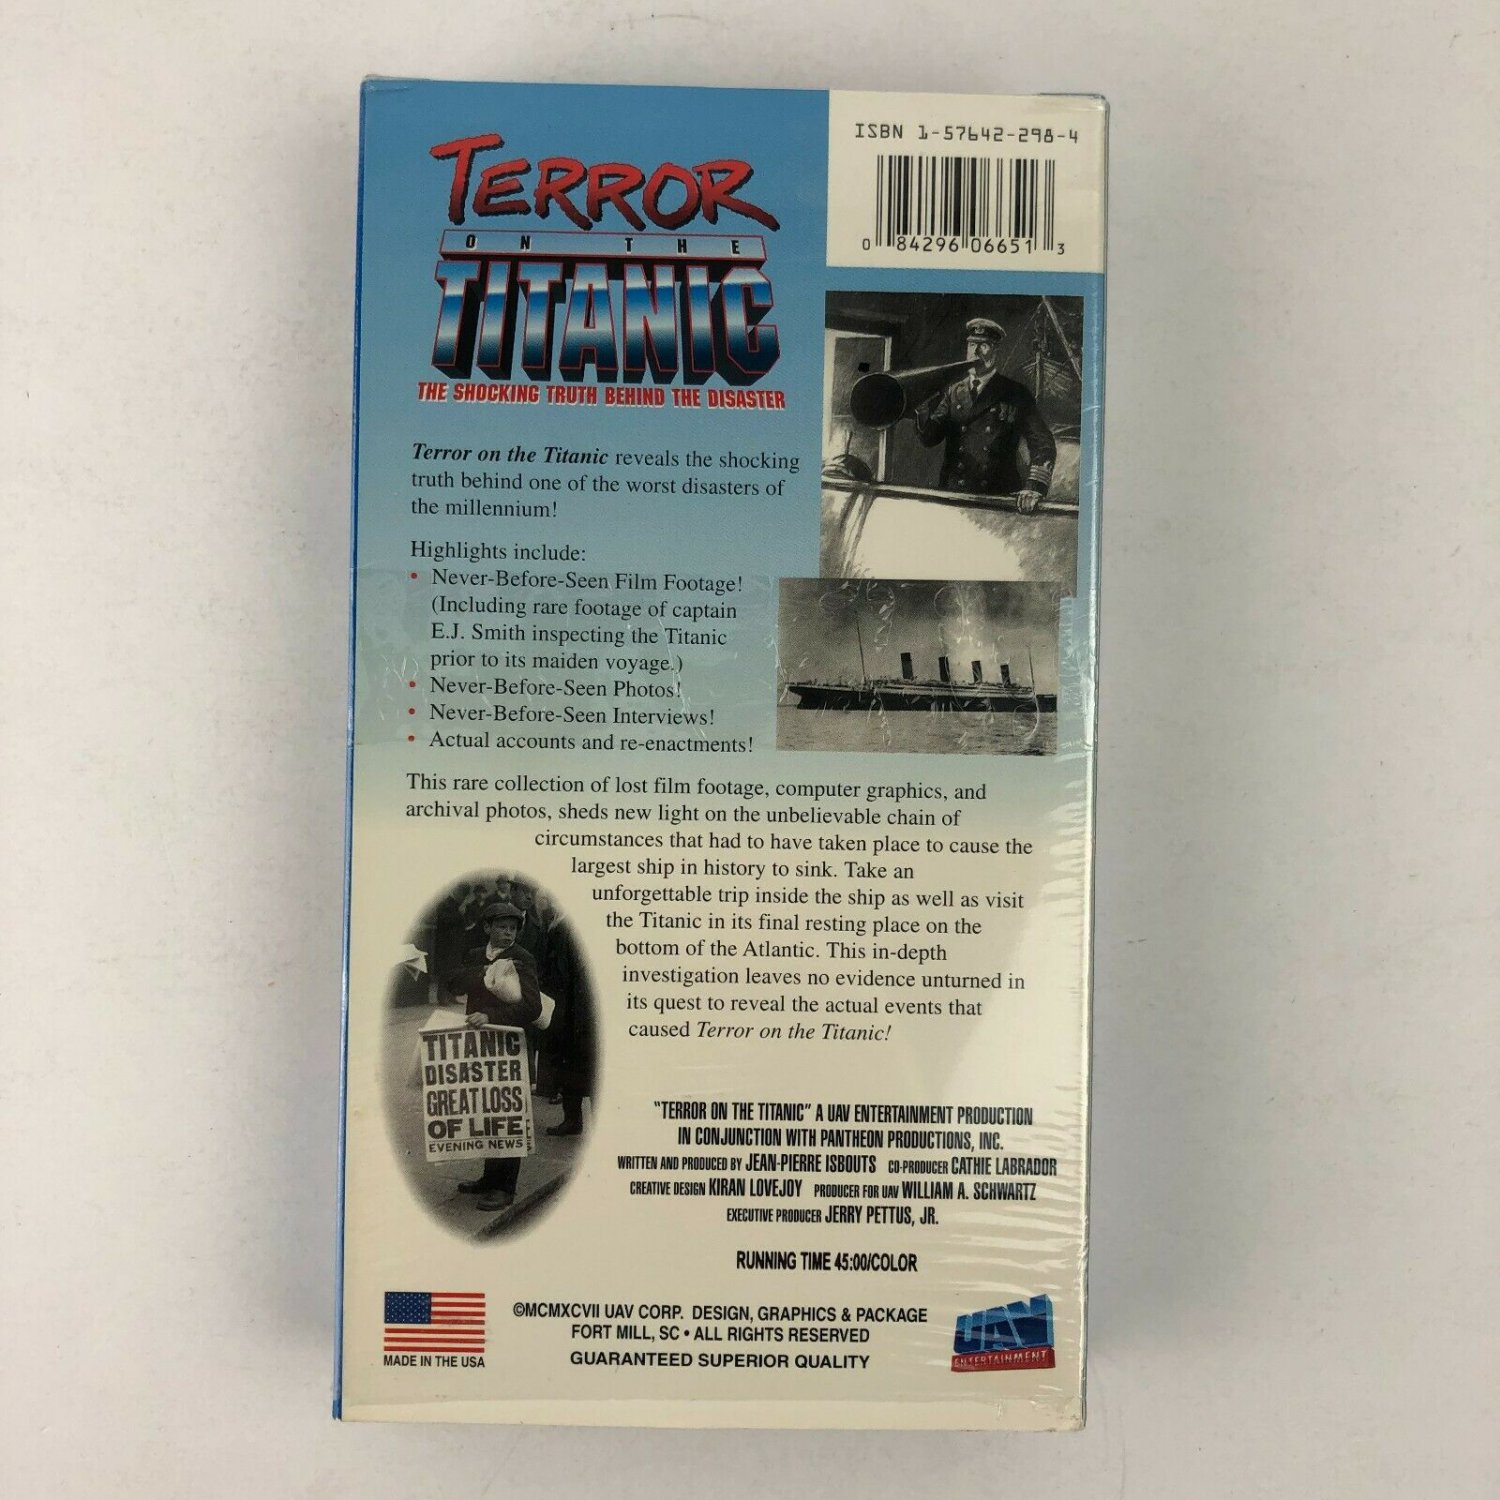 ISBN 1-57642-298-4
0 84296 06651 3
TERROR
ON THE
TITANIC
THE SHOCKING TRUTH BEHIND THE DISASTER
Terror on the Titanic reveals the shocking
truth behind one of the worst disasters of
the millennium!
Highlights include:
• Never-Before-Seen Film Footage!
(Including rare footage of captain
E.J. Smith inspecting the Titanic
prior to its maiden voyage.)
• Never-Before-Seen Photos!
• Never-Before-Seen Interviews!
• Actual accounts and re-enactments!
This rare collection of lost film footage, computer graphics, and
archival photos, sheds new light on the unbelievable chain of
circumstances that had to have taken place to cause the
largest ship in history to sink. Take an
unforgettable trip inside the ship as well as visit
the Titanic in its final resting place on the
bottom of the Atlantic. This in-depth
investigation leaves no evidence unturned in
its quest to reveal the actual events that
caused Terror on the Titanic!
TITANIC
DISASTER
GREAT LOSS
OF LIFE
EVENING NEWS
"TERROR ON THE TITANIC" A UAV ENTERTAINMENT PRODUCTION
IN CONJUNCTION WITH PANTHEON PRODUCTIONS, INC.
WRITTEN AND PRODUCED BY JEAN-PIERRE ISBOUTS CO-PRODUCER CATHIE LABRADOR
CREATIVE DESIGN KIRAN LOVEJOY PRODUCER FOR UAV WILLIAM A. SCHWARTZ
EXECUTIVE PRODUCER JERRY PETTUS, JR.
RUNNING TIME 45:00/COLOR
MADE IN THE USA
©MCMXCVII UAV CORP. DESIGN, GRAPHICS & PACKAGE
FORT MILL, SC • ALL RIGHTS RESERVED
GUARANTEED SUPERIOR QUALITY
UAV
ENTERTAINMENT